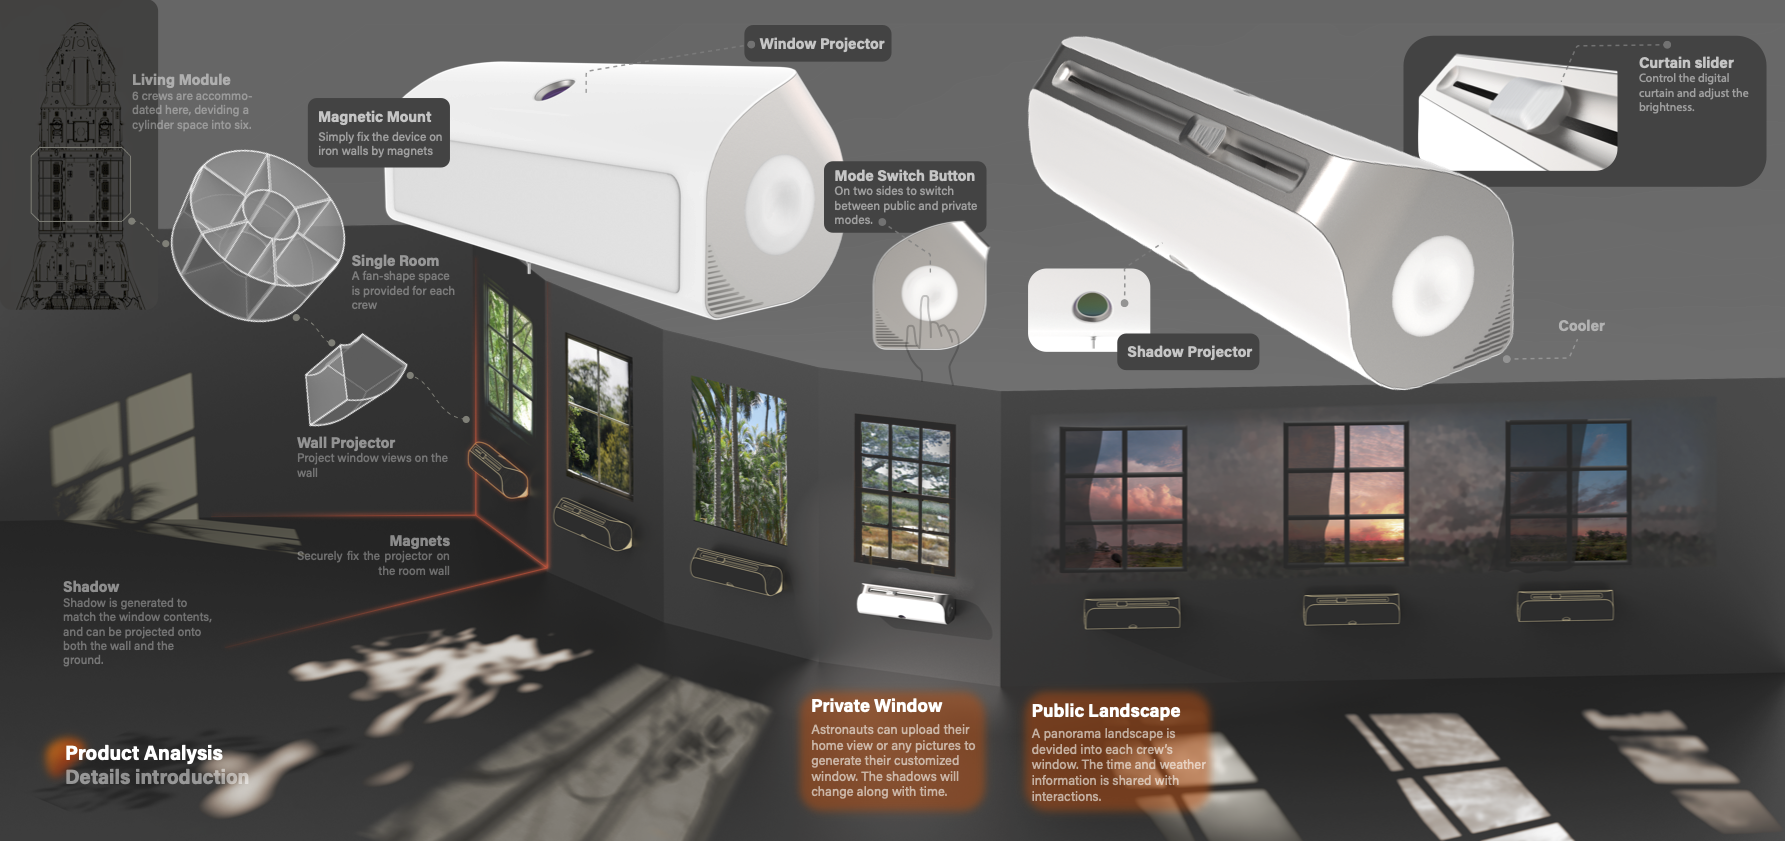 Window Projector
Living Module
6 crews are accommo-
dated here, deviding a
cylinder space into six.
Magnetic Mount
Simply fix the device on
iron walls by magnets
Curtain slider
Control the digital
curtain and adjust the
brightness.
Mode Switch Button
On two sides to switch
between public and private
modes.
Single Room
A fan-shape space
is provided for each
crew
Shadow Projector
Cooler
Wall Projector
Project window views on the
wall
Magnets
Securely fix the projector on
the room wall
Shadow
Shadow is generated to
match the window contents,
and can be projected onto
both the wall and the
ground.
Product Analysis
Details introduction
Private Window
Astronauts can upload their
home view or any pictures to
generate their customized
window. The shadows will
change along with time.
Public Landscape
A panorama landscape is
devided into each crew's
window. The time and weather
information is shared with
interactions.